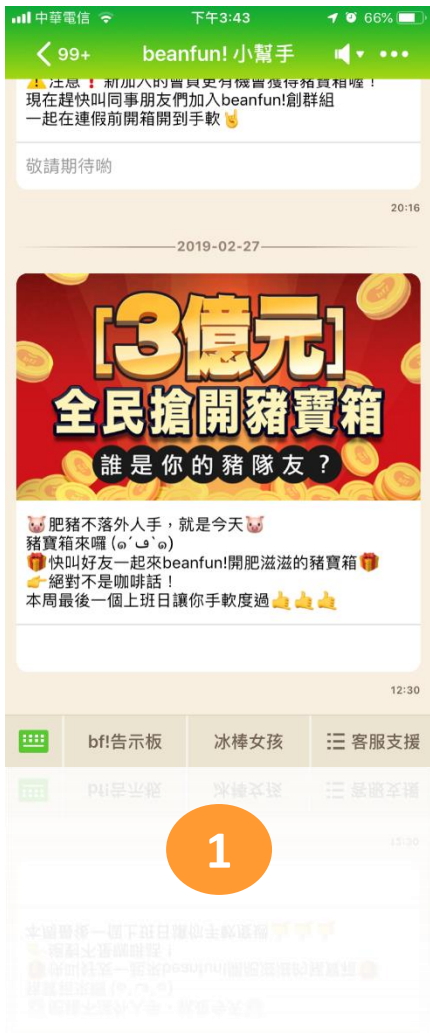 中華電信 下午3:43 66%
99+ beanfun! 小幫手
⚠️注意❗新加入的會員更有機會獲得豬寶箱喔！
現在趕快叫同事朋友們加入beanfun!創群組
一起在連假前開箱開到手軟🤘
敬請期待喲
20:16
2019-02-27
[3億元]
全民搶開豬寶箱
誰是你的豬隊友？
🐷肥豬不落外人手，就是今天🐷
豬寶箱來囉 (๑´ڡ`๑)
🎁快叫好友一起來beanfun!開肥滋滋的豬寶箱🎁
👉絕對不是咖啡話！
本周最後一個上班日讓你手軟度過🤙🤙🤙
12:30
bf!告示板 冰棒女孩 客服支援
1